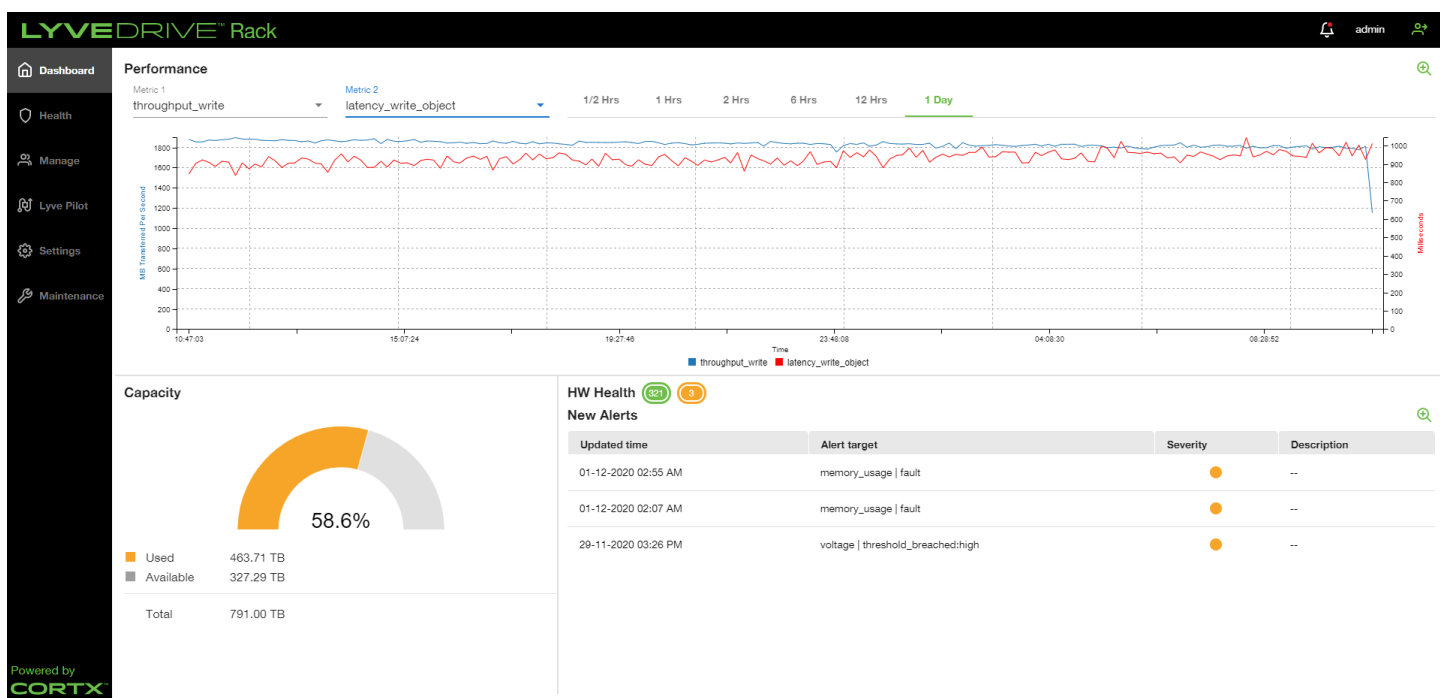 LYVEDRIVE™ Rack
admin
Dashboard
Health
Manage
Lyve Pilot
Settings
Maintenance
Powered by
CORTX™
Performance
Metric 1
throughput_write
Metric 2
latency_write_object
1/2 Hrs 1 Hrs 2 Hrs 6 Hrs 12 Hrs 1 Day
MB Transferred Per Second
1800
1600
1400
1200
1000
800
600
400
200
0
1000
900
800
700
600
500
400
300
200
100
0
Milliseconds
10:47:03 15:07:24 19:27:46 23:48:08 04:08:30 08:28:52
Time
throughput_write latency_write_object
Capacity
58.6%
Used 463.71 TB
Available 327.29 TB
Total 791.00 TB
HW Health 321 3
New Alerts
Updated time Alert target Severity Description
01-12-2020 02:55 AM memory_usage | fault --
01-12-2020 02:07 AM memory_usage | fault --
29-11-2020 03:26 PM voltage | threshold_breached:high --